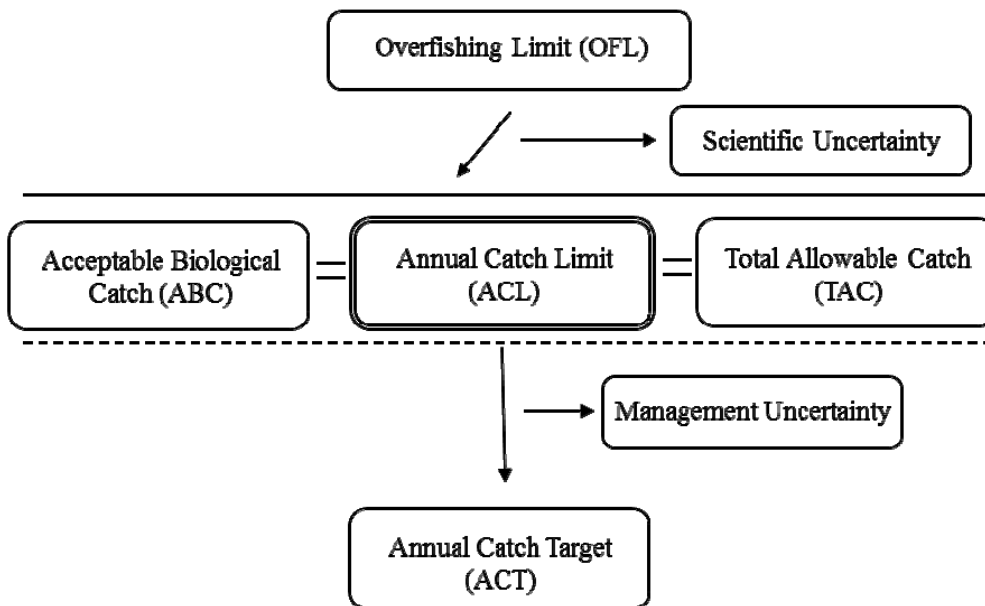 Overfishing Limit (OFL)
Scientific Uncertainty
Acceptable Biological
Catch (ABC)
=
Annual Catch Limit
(ACL)
=
Total Allowable Catch
(TAC)
Management Uncertainty
Annual Catch Target
(ACT)